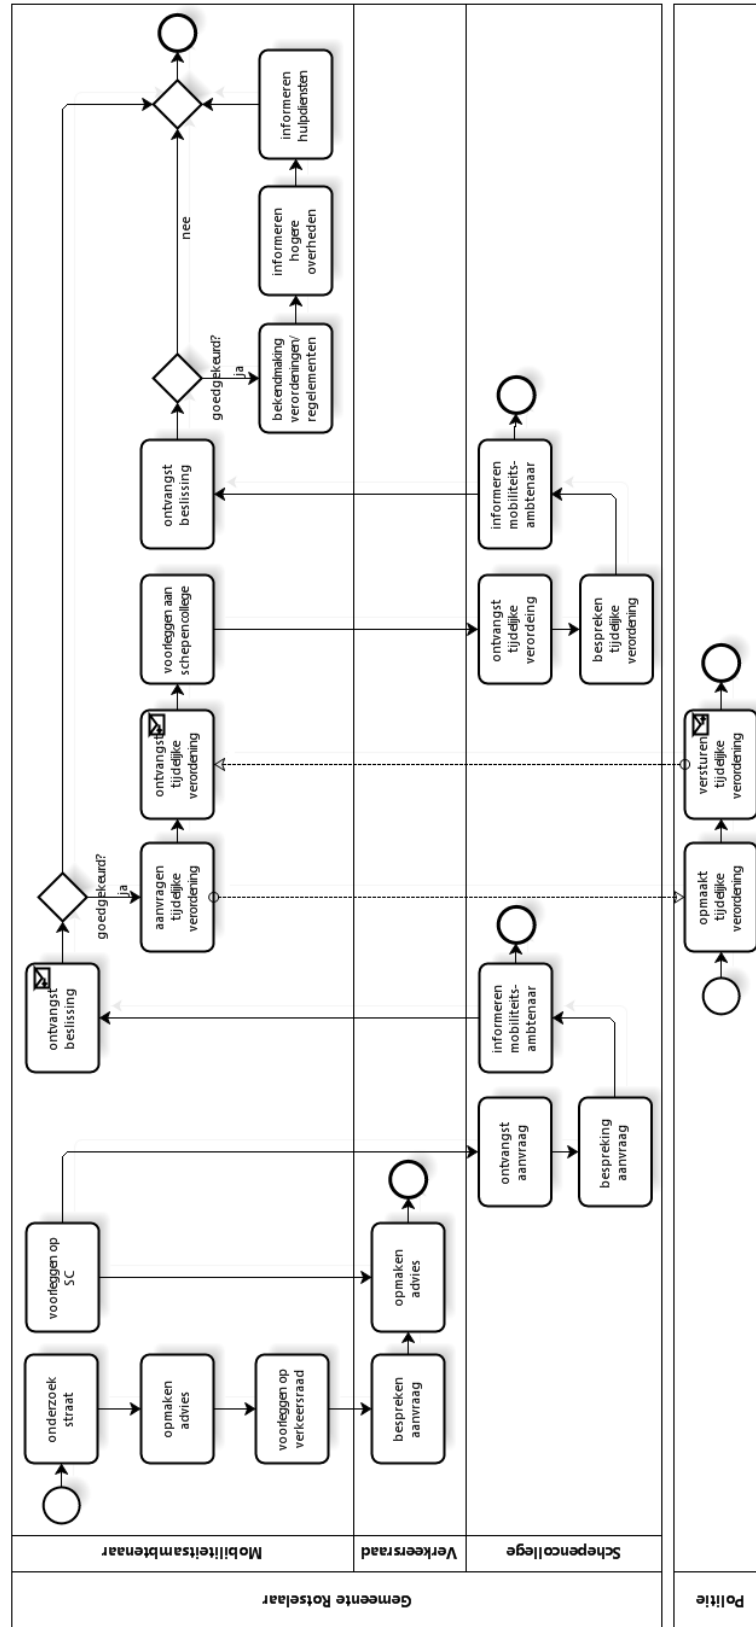 Gemeente Rotselaar
Mobiliteitsambtenaar
onderzoek
straat
opmaken
advies
voorleggen op
verkeersraad
voorleggen op
SC
ontvangst
beslissing
goedgekeurd?
ja
aanvragen
tijdelijke
verordening
ontvangst
tijdelijke
verordening
voorleggen aan
schepencollege
ontvangst
beslissing
goedgekeurd?
ja
nee
bekendmaking
verordeningen/
regelementen
informeren
hogere
overheden
informeren
hulpdiensten
Verkeersraad
bespreken
aanvraag
opmaken
advies
Schepencollege
ontvangst
aanvraag
bespreking
aanvraag
informeren
mobiliteits-
ambtenaar
ontvangst
tijdelijke
verordeing
bespreken
tijdelijke
verordening
informeren
mobiliteits-
ambtenaar
Politie
opmaakt
tijdelijke
verordening
versturen
tijdelijke
verordening